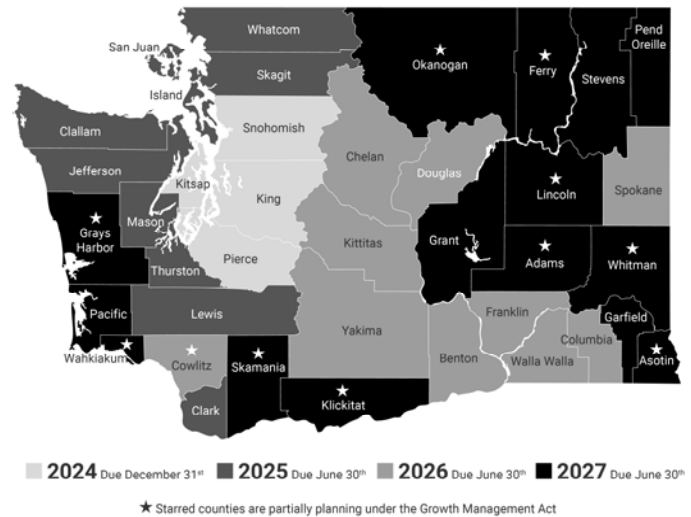 Whatcom
San Juan
Skagit
Island
Okanogan
Ferry
Pend
Oreille
Stevens
Clallam
Snohomish
Chelan
Jefferson
Douglas
Kitsap
King
Lincoln
Spokane
Mason
Grays
Harbor
Kittitas
Grant
Pierce
Adams
Whitman
Thurston
Pacific
Lewis
Franklin
Garfield
Yakima
Columbia
Wahkiakum
Cowlitz
Skamania
Benton
Walla Walla
Asotin
Clark
Klickitat
2024 Due December 31st 2025 Due June 30th 2026 Due June 30th 2027 Due June 30th
★ Starred counties are partially planning under the Growth Management Act